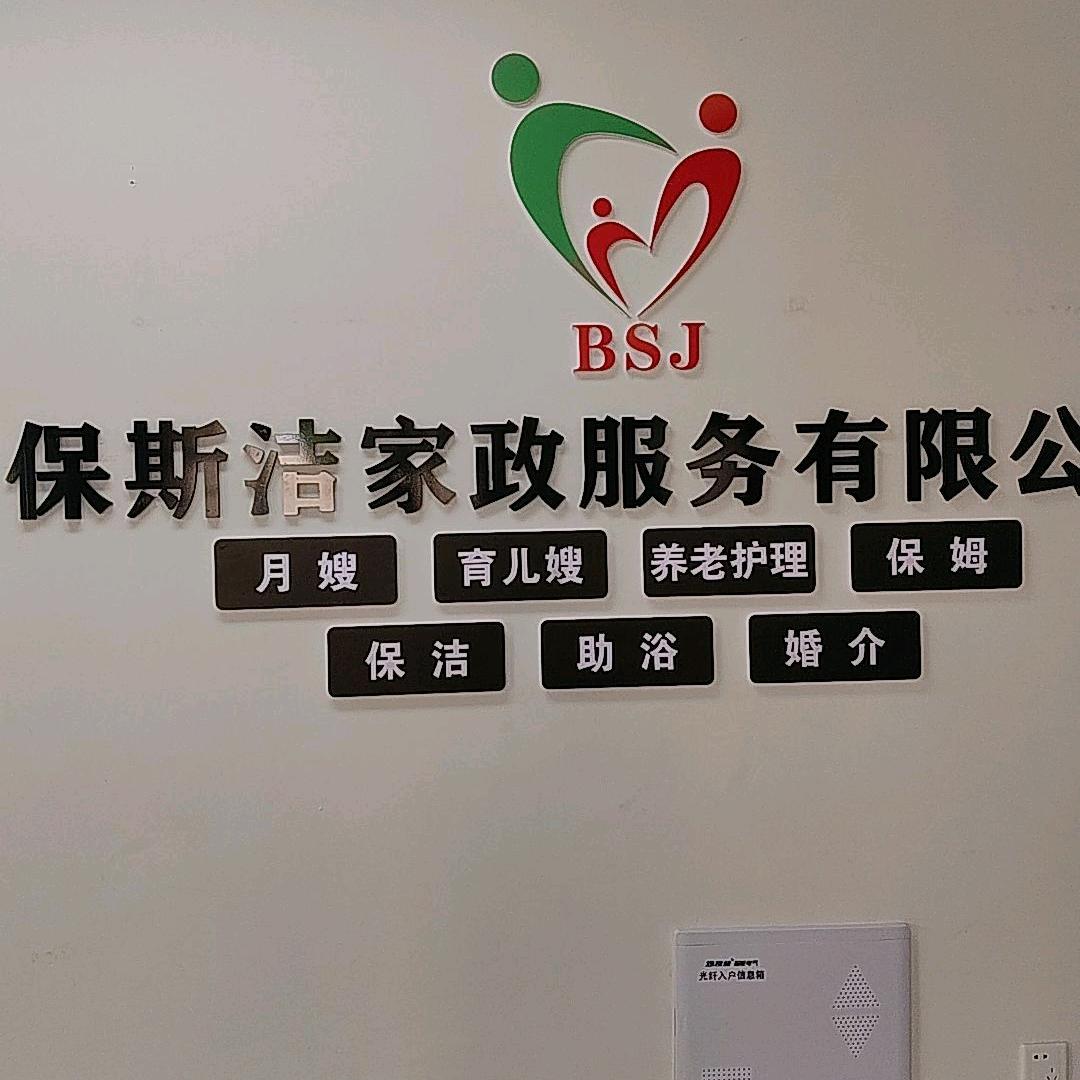 BSJ
保斯洁家政服务有限公
月嫂 育儿嫂 养老护理 保姆
保洁 助浴 婚介
光纤入户信息箱